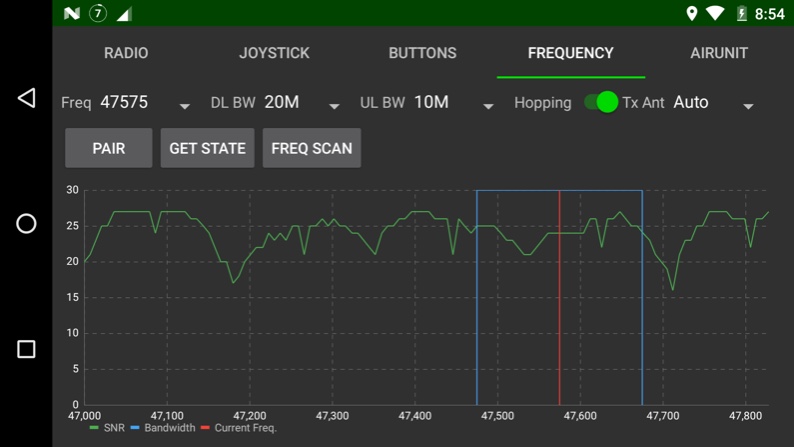 7 8:54
RADIO JOYSTICK BUTTONS FREQUENCY AIRUNIT
Freq 47575 DL BW 20M UL BW 10M Hopping Tx Ant Auto
PAIR GET STATE FREQ SCAN
30
25
20
15
10
5
0
47,000 47,100 47,200 47,300 47,400 47,500 47,600 47,700 47,800
SNR Bandwidth Current Freq.